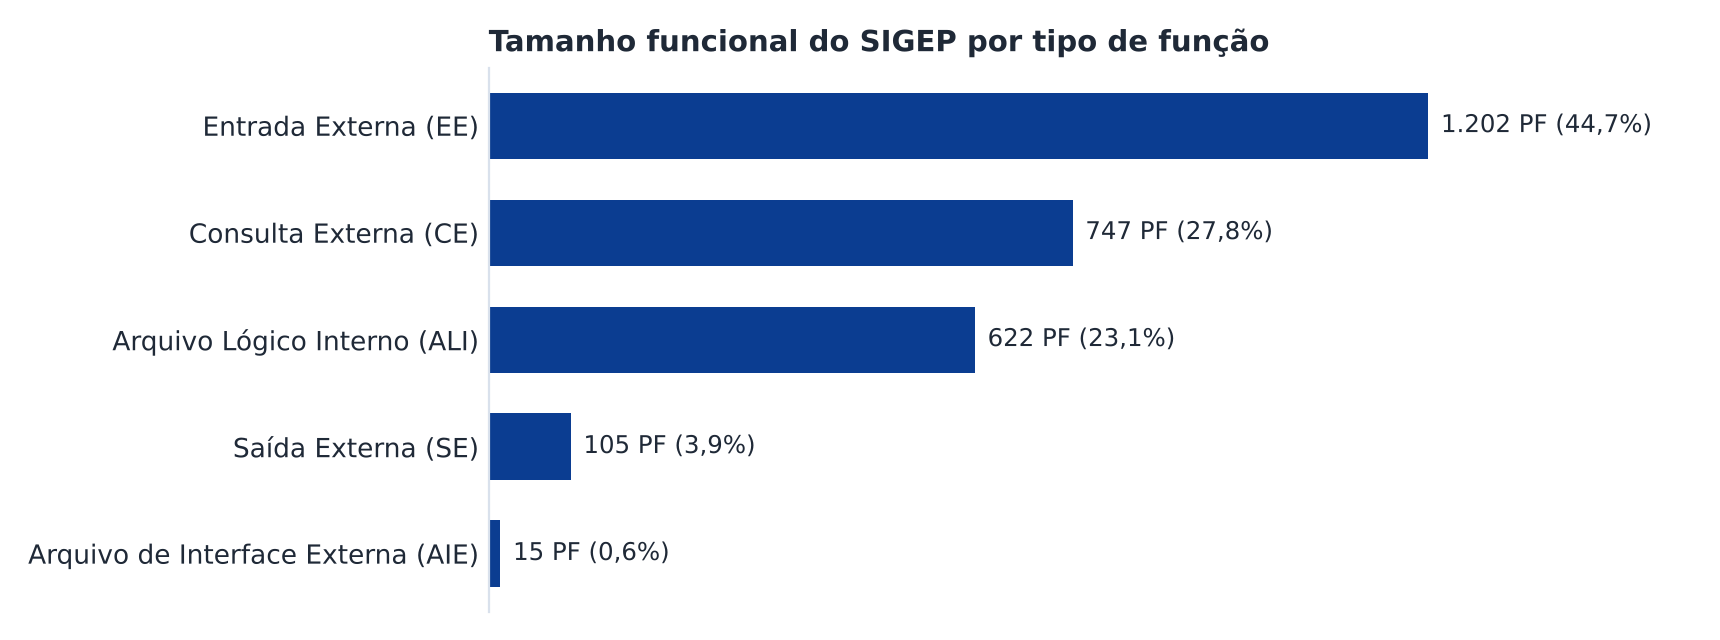 Tamanho funcional do SIGEP por tipo de função
Entrada Externa (EE) 1.202 PF (44,7%)
Consulta Externa (CE) 747 PF (27,8%)
Arquivo Lógico Interno (ALI) 622 PF (23,1%)
Saída Externa (SE) 105 PF (3,9%)
Arquivo de Interface Externa (AIE) 15 PF (0,6%)